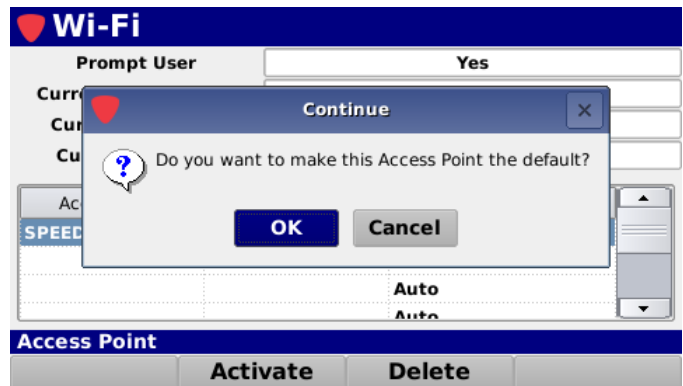 Wi-Fi
Prompt User Yes
Continue
Do you want to make this Access Point the default?
OK Cancel
Auto
Auto
Access Point
Activate Delete